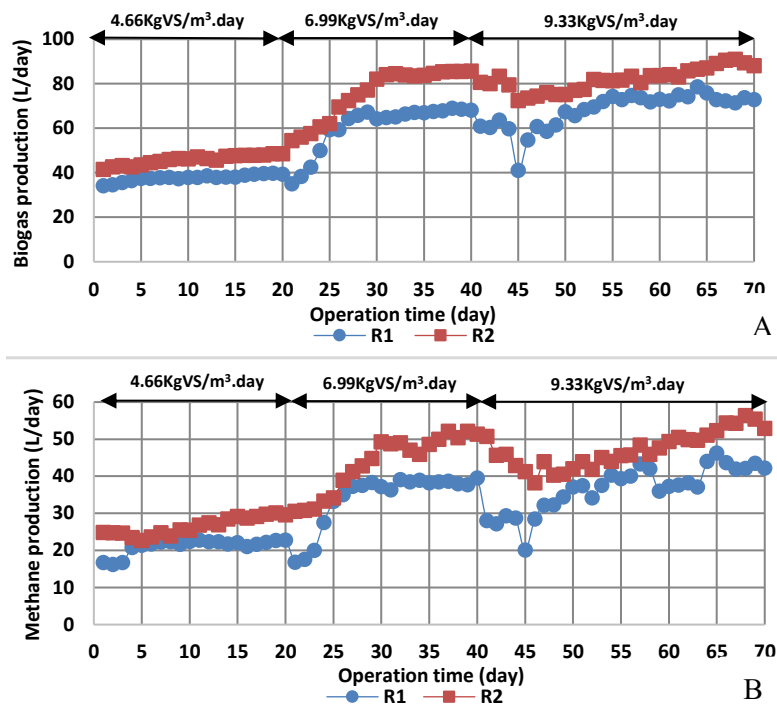 4.66KgVS/m³.day 6.99KgVS/m³.day 9.33KgVS/m³.day
100
80
60
40
20
0
Biogas production (L/day)
0 5 10 15 20 25 30 35 40 45 50 55 60 65 70
Operation time (day)
R1 R2
A
4.66KgVS/m³.day 6.99KgVS/m³.day 9.33KgVS/m³.day
60
50
40
30
20
10
0
Methane production (L/day)
0 5 10 15 20 25 30 35 40 45 50 55 60 65 70
Operation time (day)
R1 R2
B